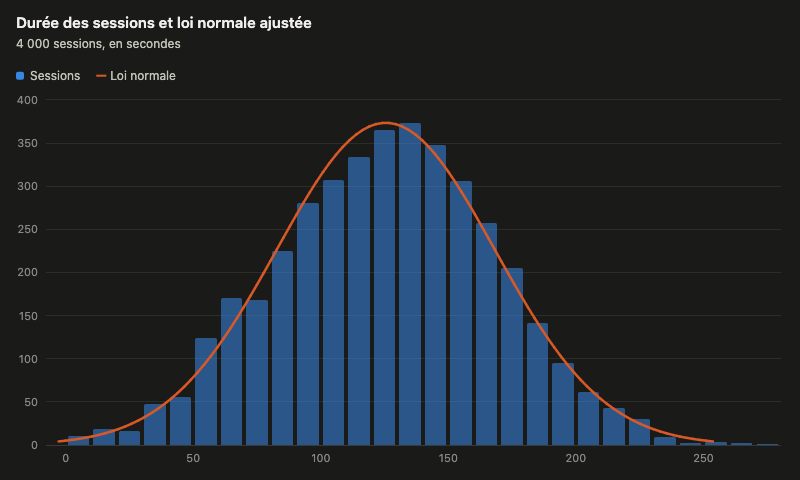 Durée des sessions et loi normale ajustée
4 000 sessions, en secondes
Sessions Loi normale
400
350
300
250
200
150
100
50
0
0 50 100 150 200 250